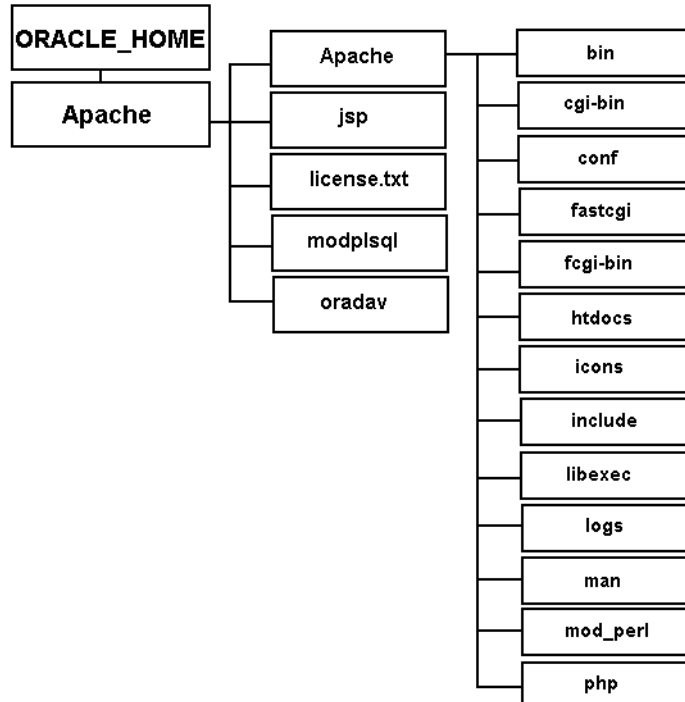 ORACLE_HOME
Apache
Apache
jsp
license.txt
modplsql
oradav
bin
cgi-bin
conf
fastcgi
fcgi-bin
htdocs
icons
include
libexec
logs
man
mod_perl
php